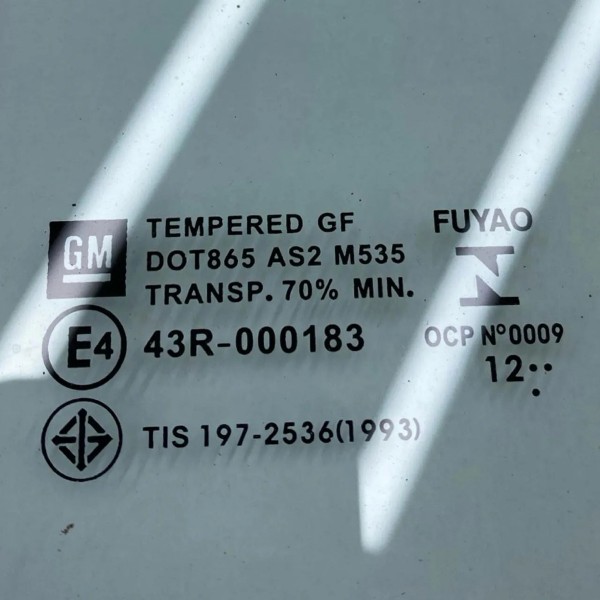 GM
TEMPERED GF
DOT865 AS2 M535
TRANSP. 70% MIN.
E4
43R-000183
TIS 197-2536(1993)
FUYAO
OCP Nº0009
12